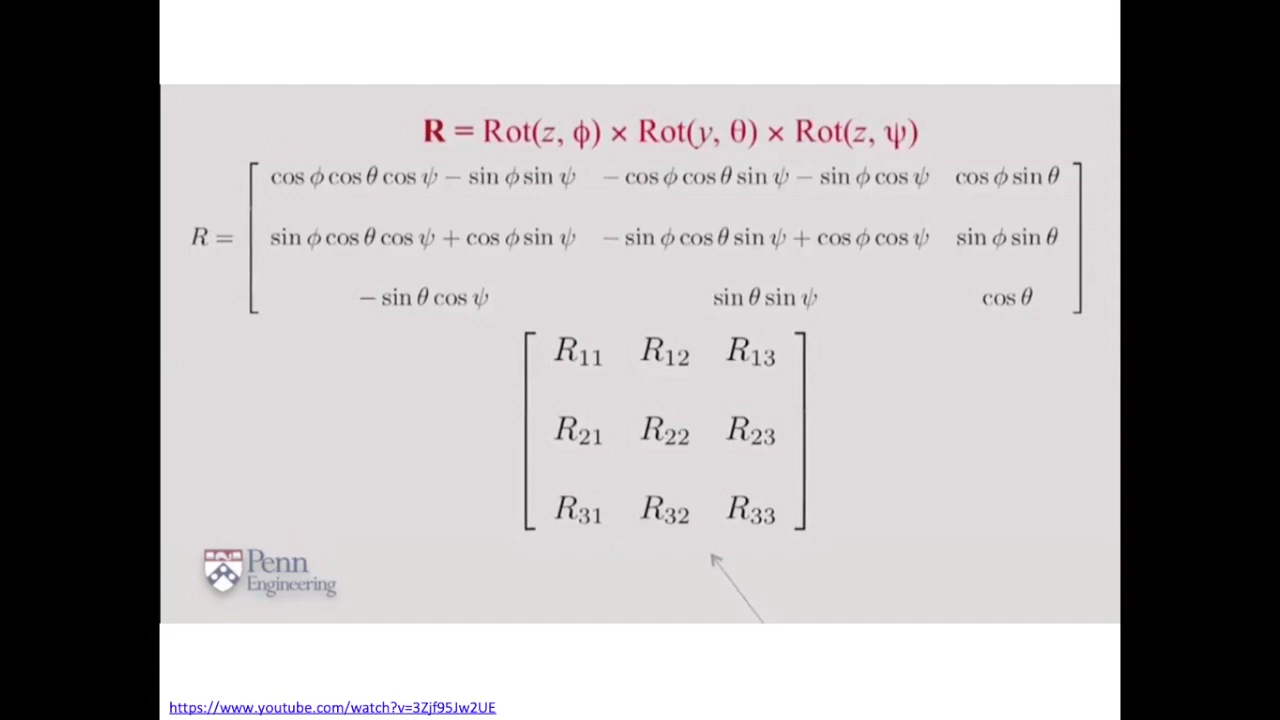 R = Rot(z, ϕ) × Rot(y, θ) × Rot(z, ψ)
cos ϕ cos θ cos ψ − sin ϕ sin ψ − cos ϕ cos θ sin ψ − sin ϕ cos ψ cos ϕ sin θ
R = sin ϕ cos θ cos ψ + cos ϕ sin ψ − sin ϕ cos θ sin ψ + cos ϕ cos ψ sin ϕ sin θ
− sin θ cos ψ sin θ sin ψ cos θ
R₁₁ R₁₂ R₁₃
R₂₁ R₂₂ R₂₃
R₃₁ R₃₂ R₃₃
Penn
Engineering
https://www.youtube.com/watch?v=3Zjf95Jw2UE